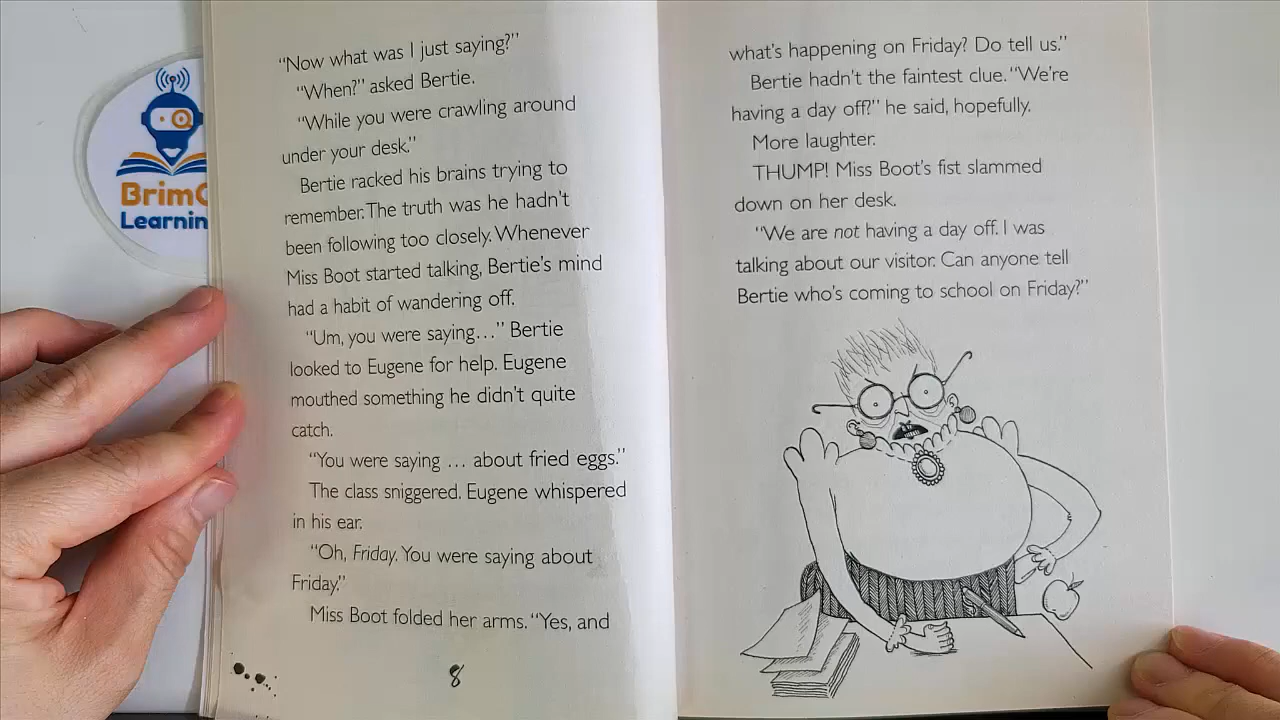 BrimO
Learnin
“Now what was I just saying?”
“When?” asked Bertie.
“While you were crawling around
under your desk.”
Bertie racked his brains trying to
remember. The truth was he hadn’t
been following too closely. Whenever
Miss Boot started talking, Bertie’s mind
had a habit of wandering off.
“Um, you were saying…” Bertie
looked to Eugene for help. Eugene
mouthed something he didn’t quite
catch.
“You were saying … about fried eggs.”
The class sniggered. Eugene whispered
in his ear.
“Oh, Friday. You were saying about
Friday.”
Miss Boot folded her arms. “Yes, and
8
what’s happening on Friday? Do tell us.”
Bertie hadn’t the faintest clue. “We’re
having a day off?” he said, hopefully.
More laughter.
THUMP! Miss Boot’s fist slammed
down on her desk.
“We are not having a day off. I was
talking about our visitor. Can anyone tell
Bertie who’s coming to school on Friday?”